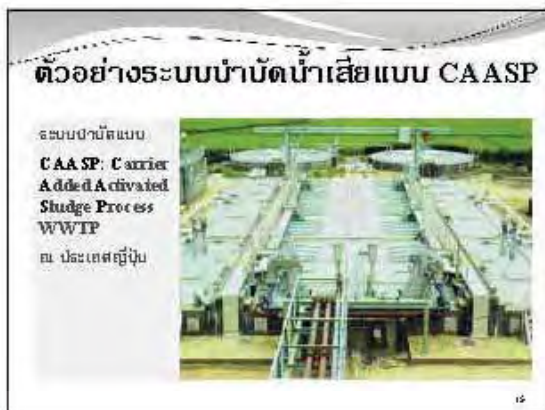 ตัวอย่างระบบบำบัดน้ำเสียแบบ CAASP
ระบบบำบัดแบบ
CAASP: Carrier
Added Activated
Sludge Process
WWTP
ณ ประเทศญี่ปุ่น